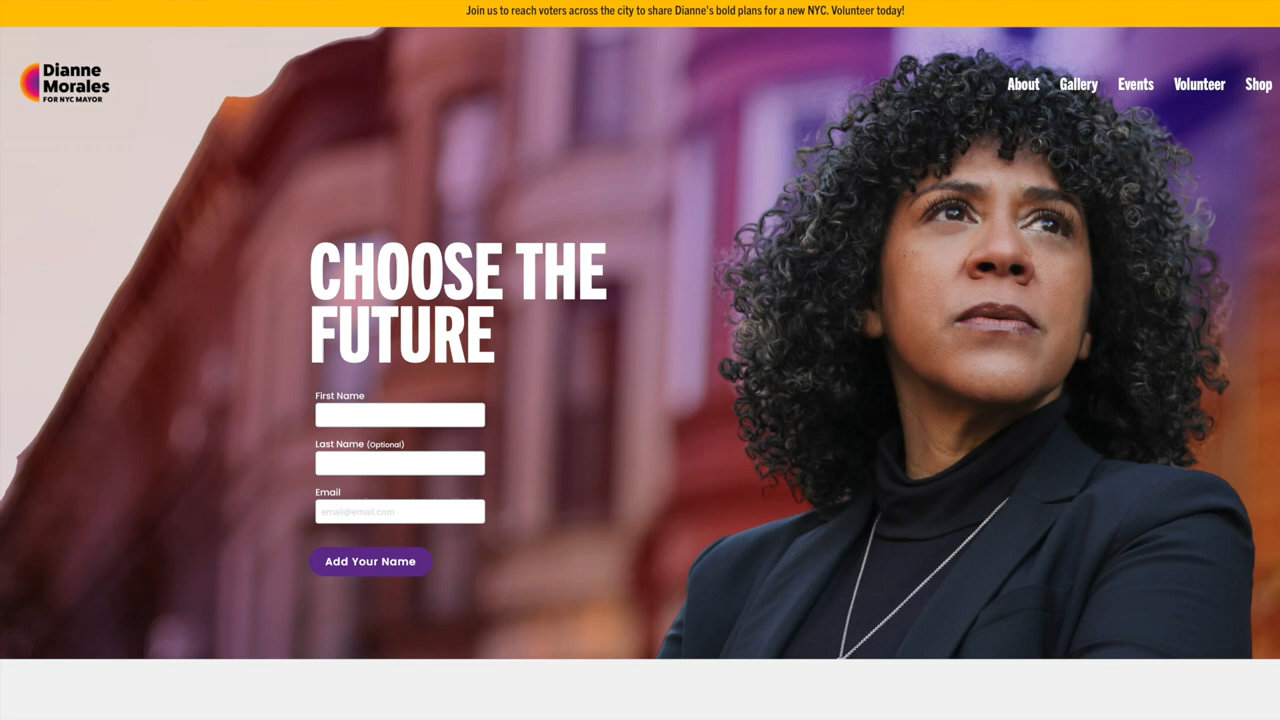 Join us to reach voters across the city to share Dianne's bold plans for a new NYC. Volunteer today!
Dianne
Morales
FOR NYC MAYOR
About Gallery Events Volunteer Shop
CHOOSE THE
FUTURE
First Name
Last Name (Optional)
Email
email@email.com
Add Your Name